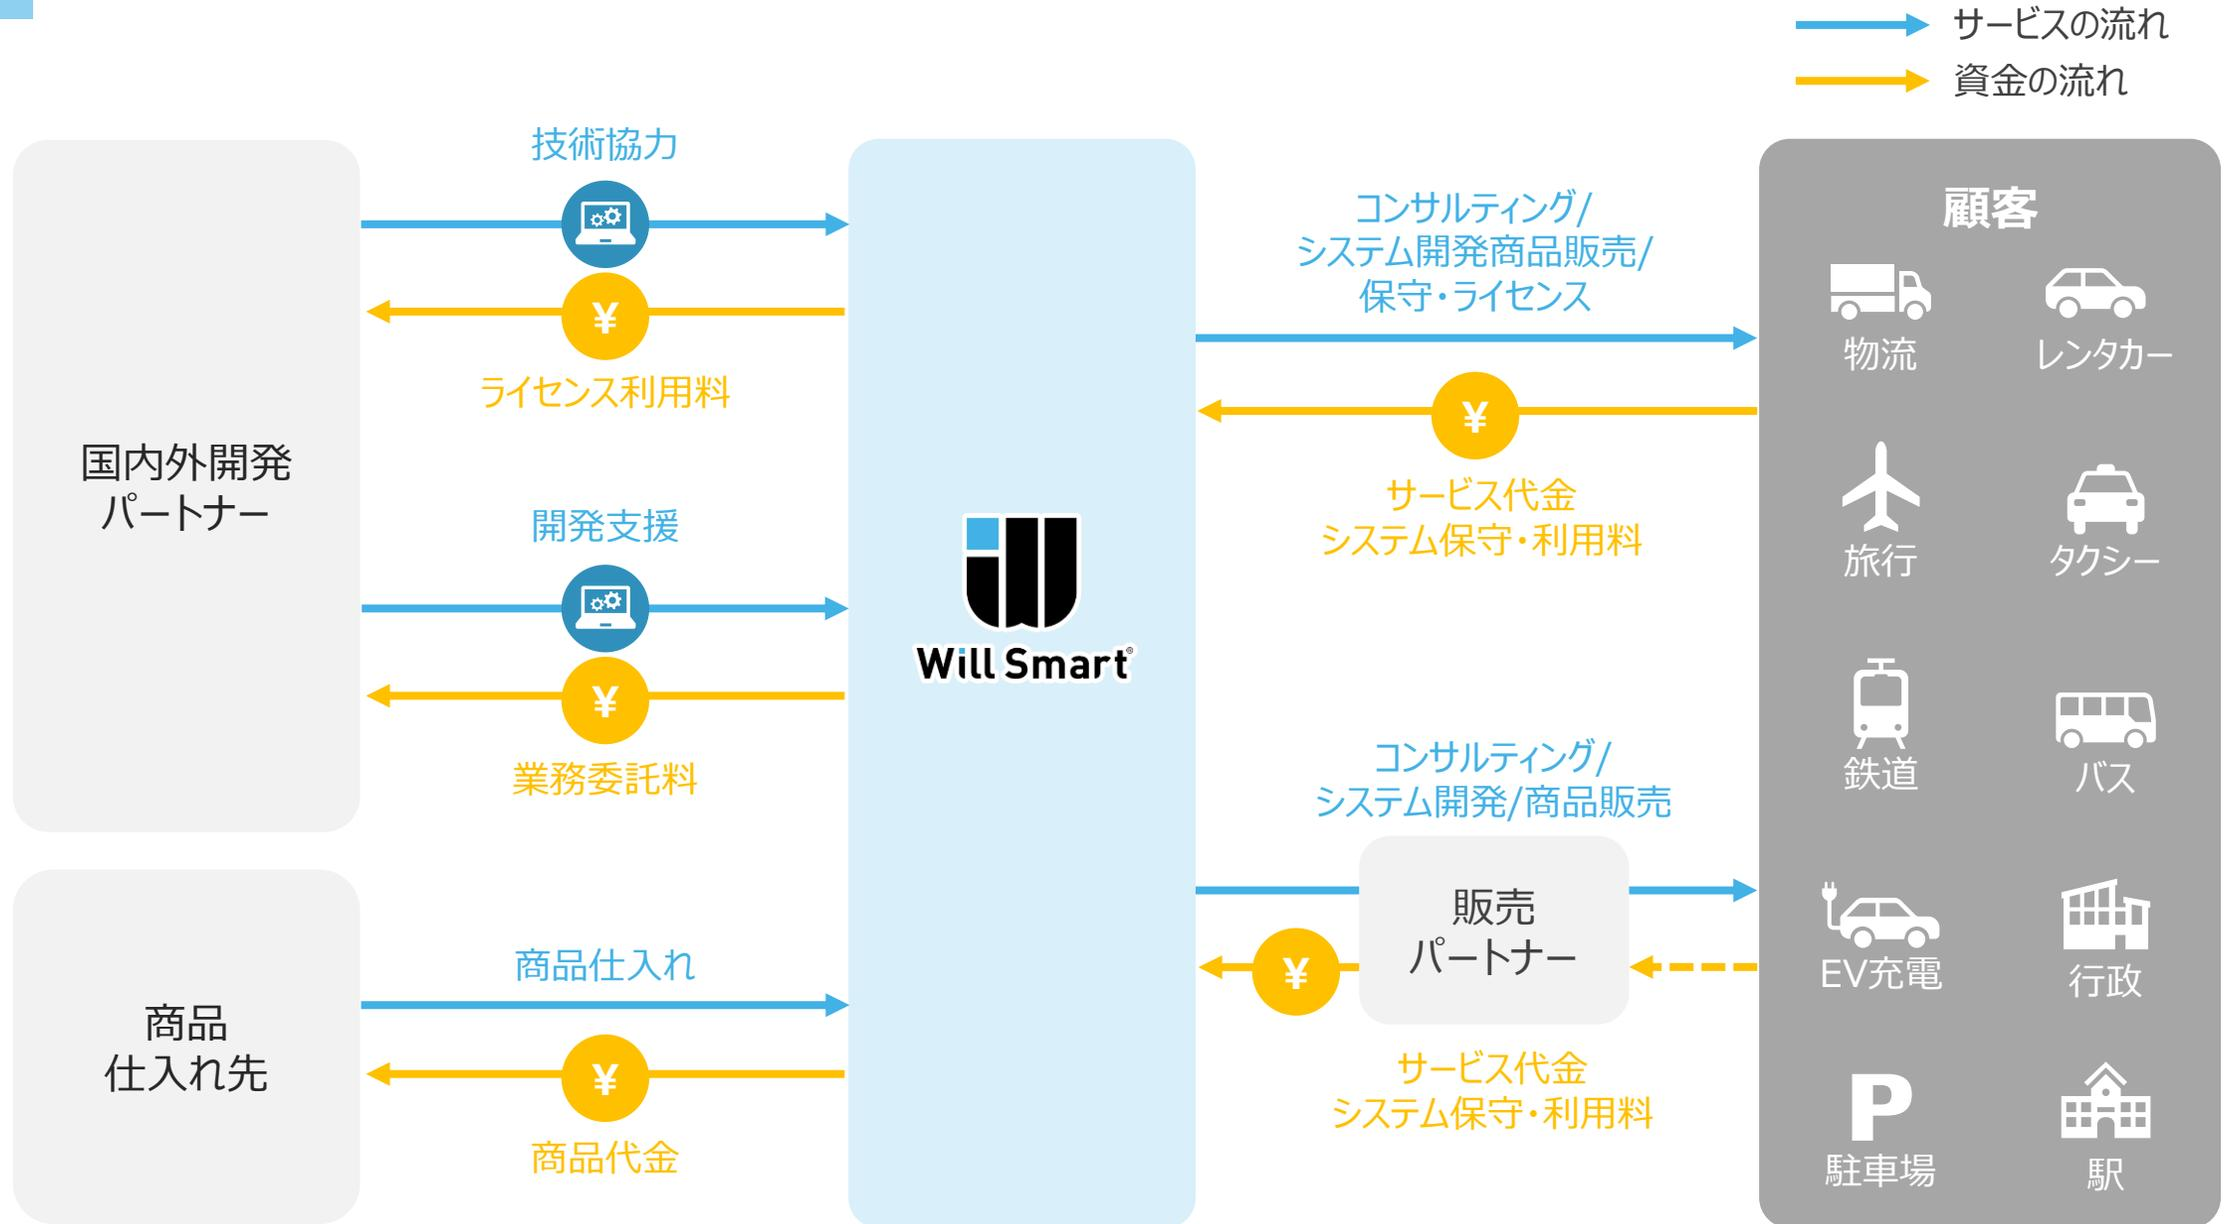 サービスの流れ
資金の流れ
国内外開発
パートナー
技術協力
¥
ライセンス利用料
開発支援
¥
業務委託料
商品
仕入れ先
商品仕入れ
¥
商品代金
Will Smart®
コンサルティング/
システム開発商品販売/
保守・ライセンス
¥
サービス代金
システム保守・利用料
コンサルティング/
システム開発/商品販売
販売
パートナー
¥
サービス代金
システム保守・利用料
顧客
物流
レンタカー
旅行
タクシー
鉄道
バス
EV充電
行政
P
駐車場
駅